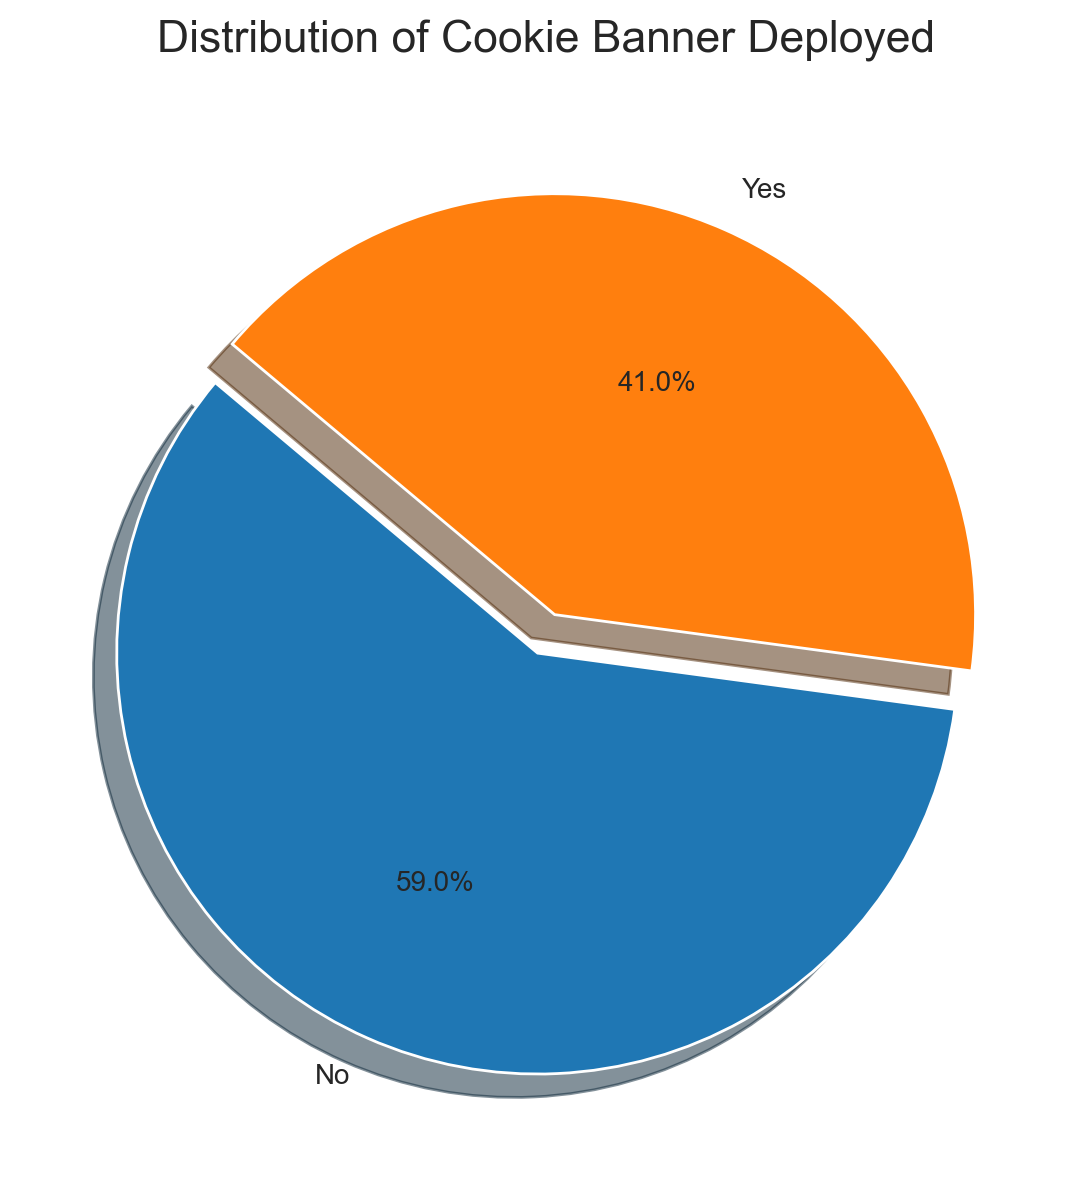 Distribution of Cookie Banner Deployed
Yes
41.0%
59.0%
No